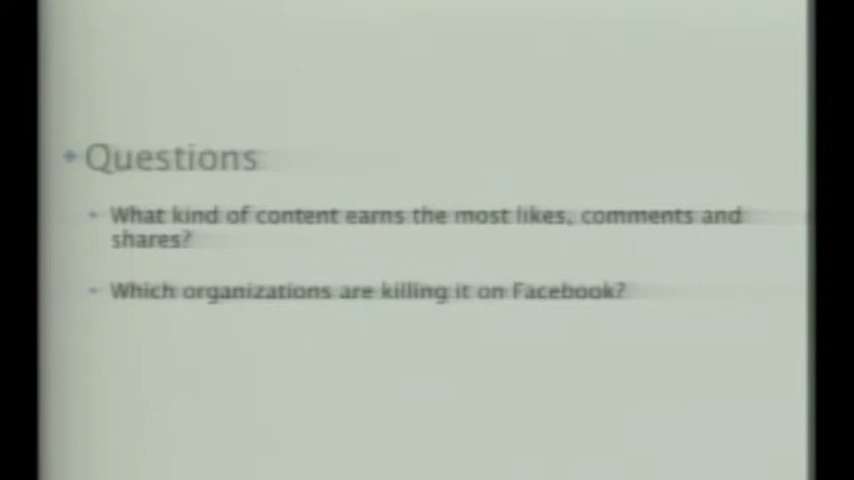 Questions
What kind of content earns the most likes, comments and
shares?
Which organizations are killing it on Facebook?